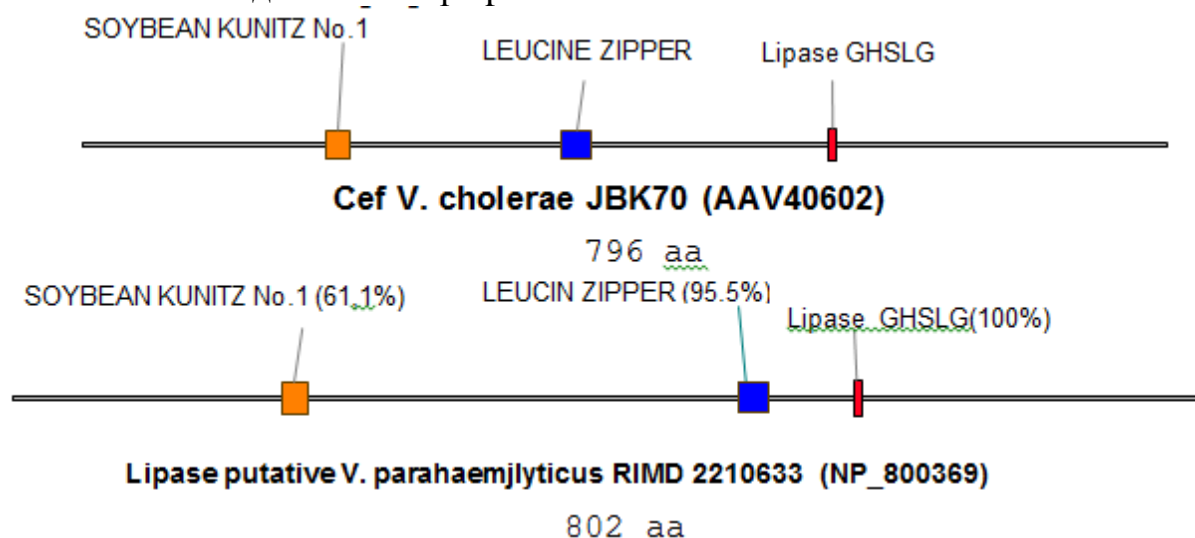 SOYBEAN KUNITZ No.1
LEUCINE ZIPPER
Lipase GHSLG
Cef V. cholerae JBK70 (AAV40602)
796 aa
SOYBEAN KUNITZ No.1 (61,1%)
LEUCIN ZIPPER (95.5%)
Lipase GHSLG(100%)
Lipase putative V. parahaemjlyticus RIMD 2210633 (NP_800369)
802 aa